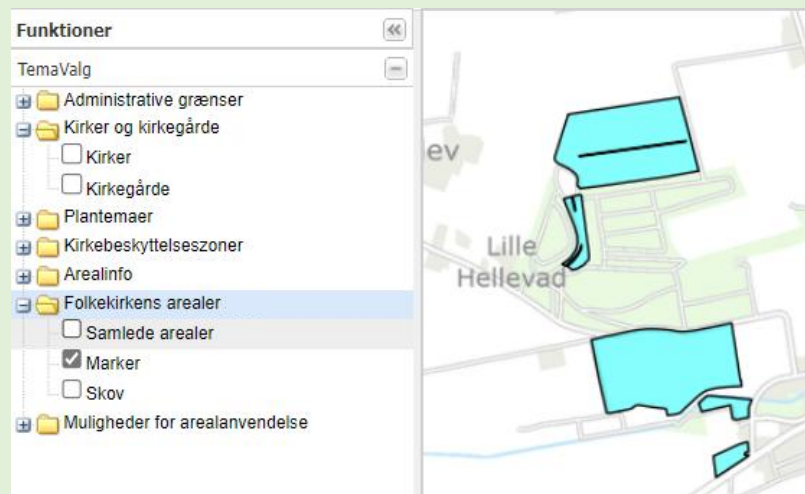 Funktioner
TemaValg
Administrative grænser
Kirker og kirkegårde
Kirker
Kirkegårde
Plantemaer
Kirkebeskyttelseszoner
Arealinfo
Folkekirkens arealer
Samlede arealer
Marker
Skov
Muligheder for arealanvendelse
ev
Lille
Hellevad